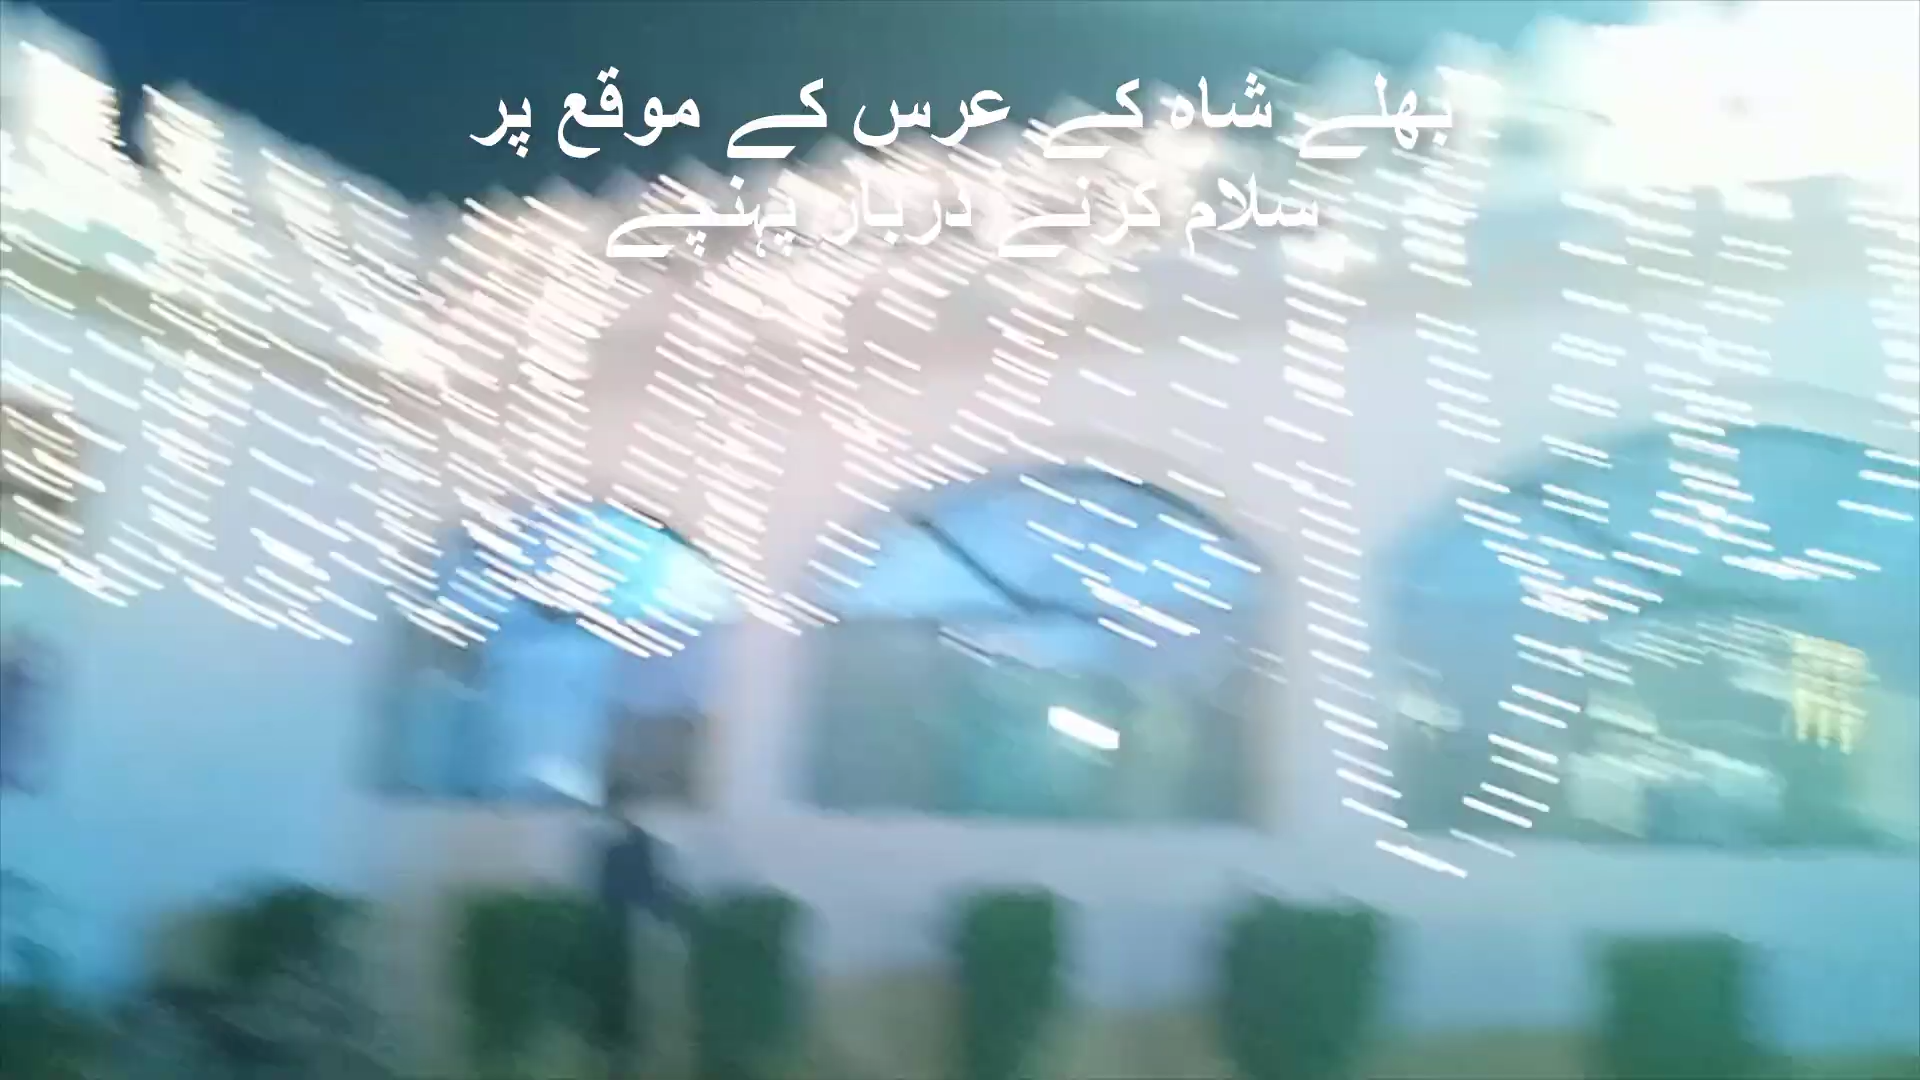 بھلے شاہ کے عرس کے موقع پر
سلام کرنے دربار پہنچے